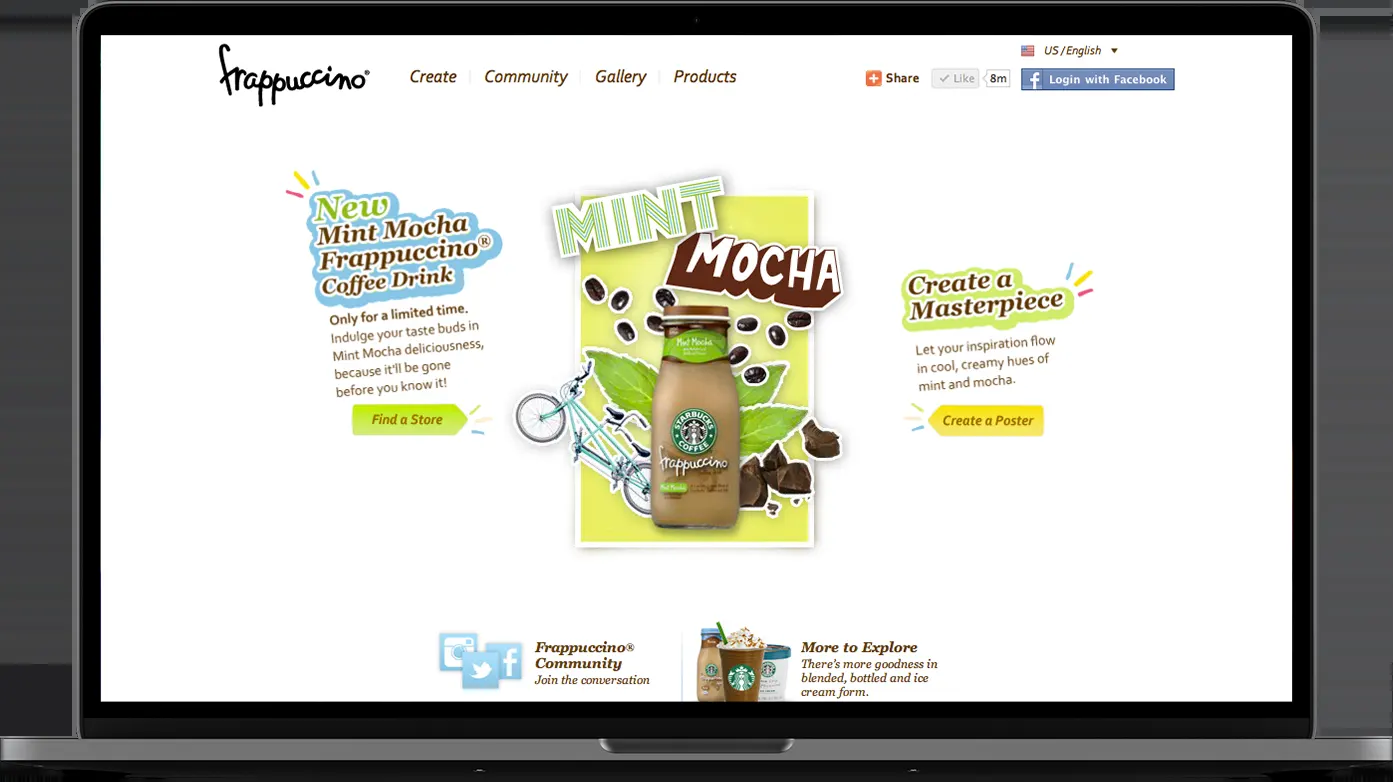 frappuccino®
Create
Community
Gallery
Products
Share
Like
8m
US / English
Login with Facebook
New
Mint Mocha
Frappuccino®
Coffee Drink
Only for a limited time.
Indulge your taste buds in
Mint Mocha deliciousness,
because it'll be gone
before you know it!
Find a Store
MINT
MOCHA
Mint Mocha
STARBUCKS
COFFEE
frappuccino
Mint Mocha
Create a
Masterpiece
Let your inspiration flow
in cool, creamy hues of
mint and mocha.
Create a Poster
Frappuccino®
Community
Join the conversation
More to Explore
There's more goodness in
blended, bottled and ice
cream form.